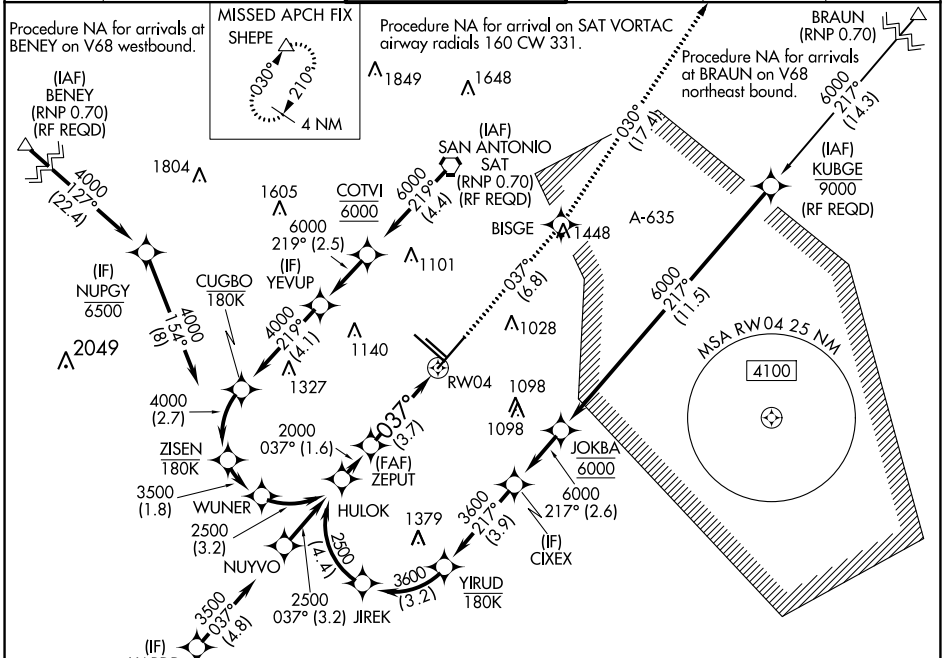 Procedure NA for arrivals at
BENEY on V68 westbound.
MISSED APCH FIX
SHEPE
030°
210°
4 NM
Procedure NA for arrival on SAT VORTAC
airway radials 160 CW 331.
BRAUN
(RNP 0.70)
Procedure NA for arrivals
at BRAUN on V68
northeast bound.
1849
1648
030°
(17.4)
6000
217°
(14.3)
(IAF)
BENEY
(RNP 0.70)
(RF REQD)
4000
127°
(22.4)
1804
1605
(IAF)
SAN ANTONIO
SAT
(RNP 0.70)
(RF REQD)
6000
219°
(4.4)
COTVI
6000
6000
219° (2.5)
(IAF)
KUBGE
9000
(RF REQD)
BISGE
1448
A-635
1101
(IF)
YEVUP
037°
(6.8)
6000
217°
(11.5)
(IF)
NUPGY
6500
4000
154°
(8)
CUGBO
180K
4000
219°
(4.1)
1140
1028
MSA RW04 25 NM
4100
2049
1327
RW04
1098
1098
4000
(2.7)
2000
037° (1.6)
037°
(3.7)
(FAF)
ZEPUT
JOKBA
6000
ZISEN
180K
3500
(1.8)
WUNER
HULOK
6000
217° (2.6)
2500
(3.2)
1379
3600
217°
(3.9)
(IF)
CIXEX
NUYVO
2500
(4.4)
3600
(3.2)
YIRUD
180K
2500
037° (3.2)
JIREK
3500
037°
(4.8)
(IF)